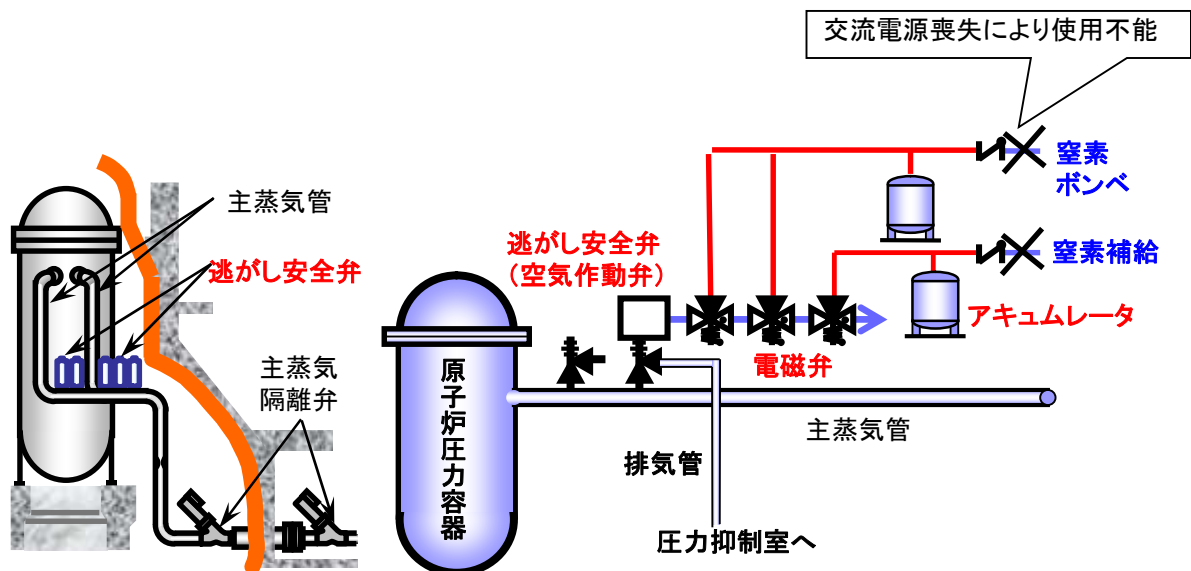 交流電源喪失により使用不能
主蒸気管
逃がし安全弁
主蒸気
隔離弁
窒素
ボンベ
逃がし安全弁
(空気作動弁)
窒素補給
アキュムレータ
電磁弁
原子炉圧力容器
主蒸気管
排気管
圧力抑制室へ